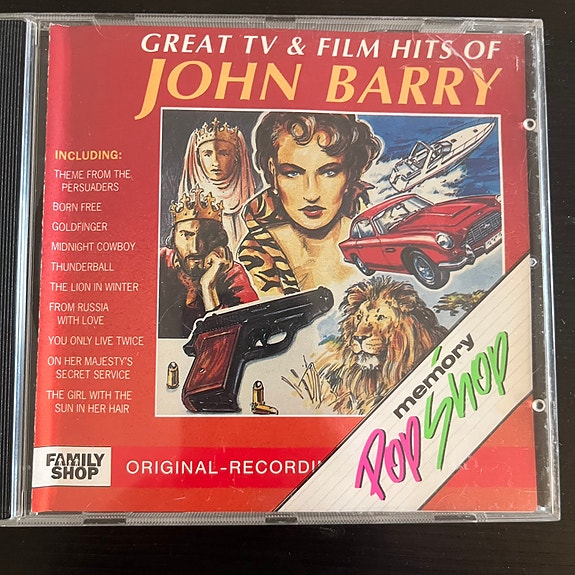 GREAT TV & FILM HITS OF
JOHN BARRY
INCLUDING:
THEME FROM THE
PERSUADERS
BORN FREE
GOLDFINGER
MIDNIGHT COWBOY
THUNDERBALL
THE LION IN WINTER
FROM RUSSIA
WITH LOVE
YOU ONLY LIVE TWICE
ON HER MAJESTY'S
SECRET SERVICE
THE GIRL WITH THE
SUN IN HER HAIR
memory
Pop Shop
FAMILY
SHOP